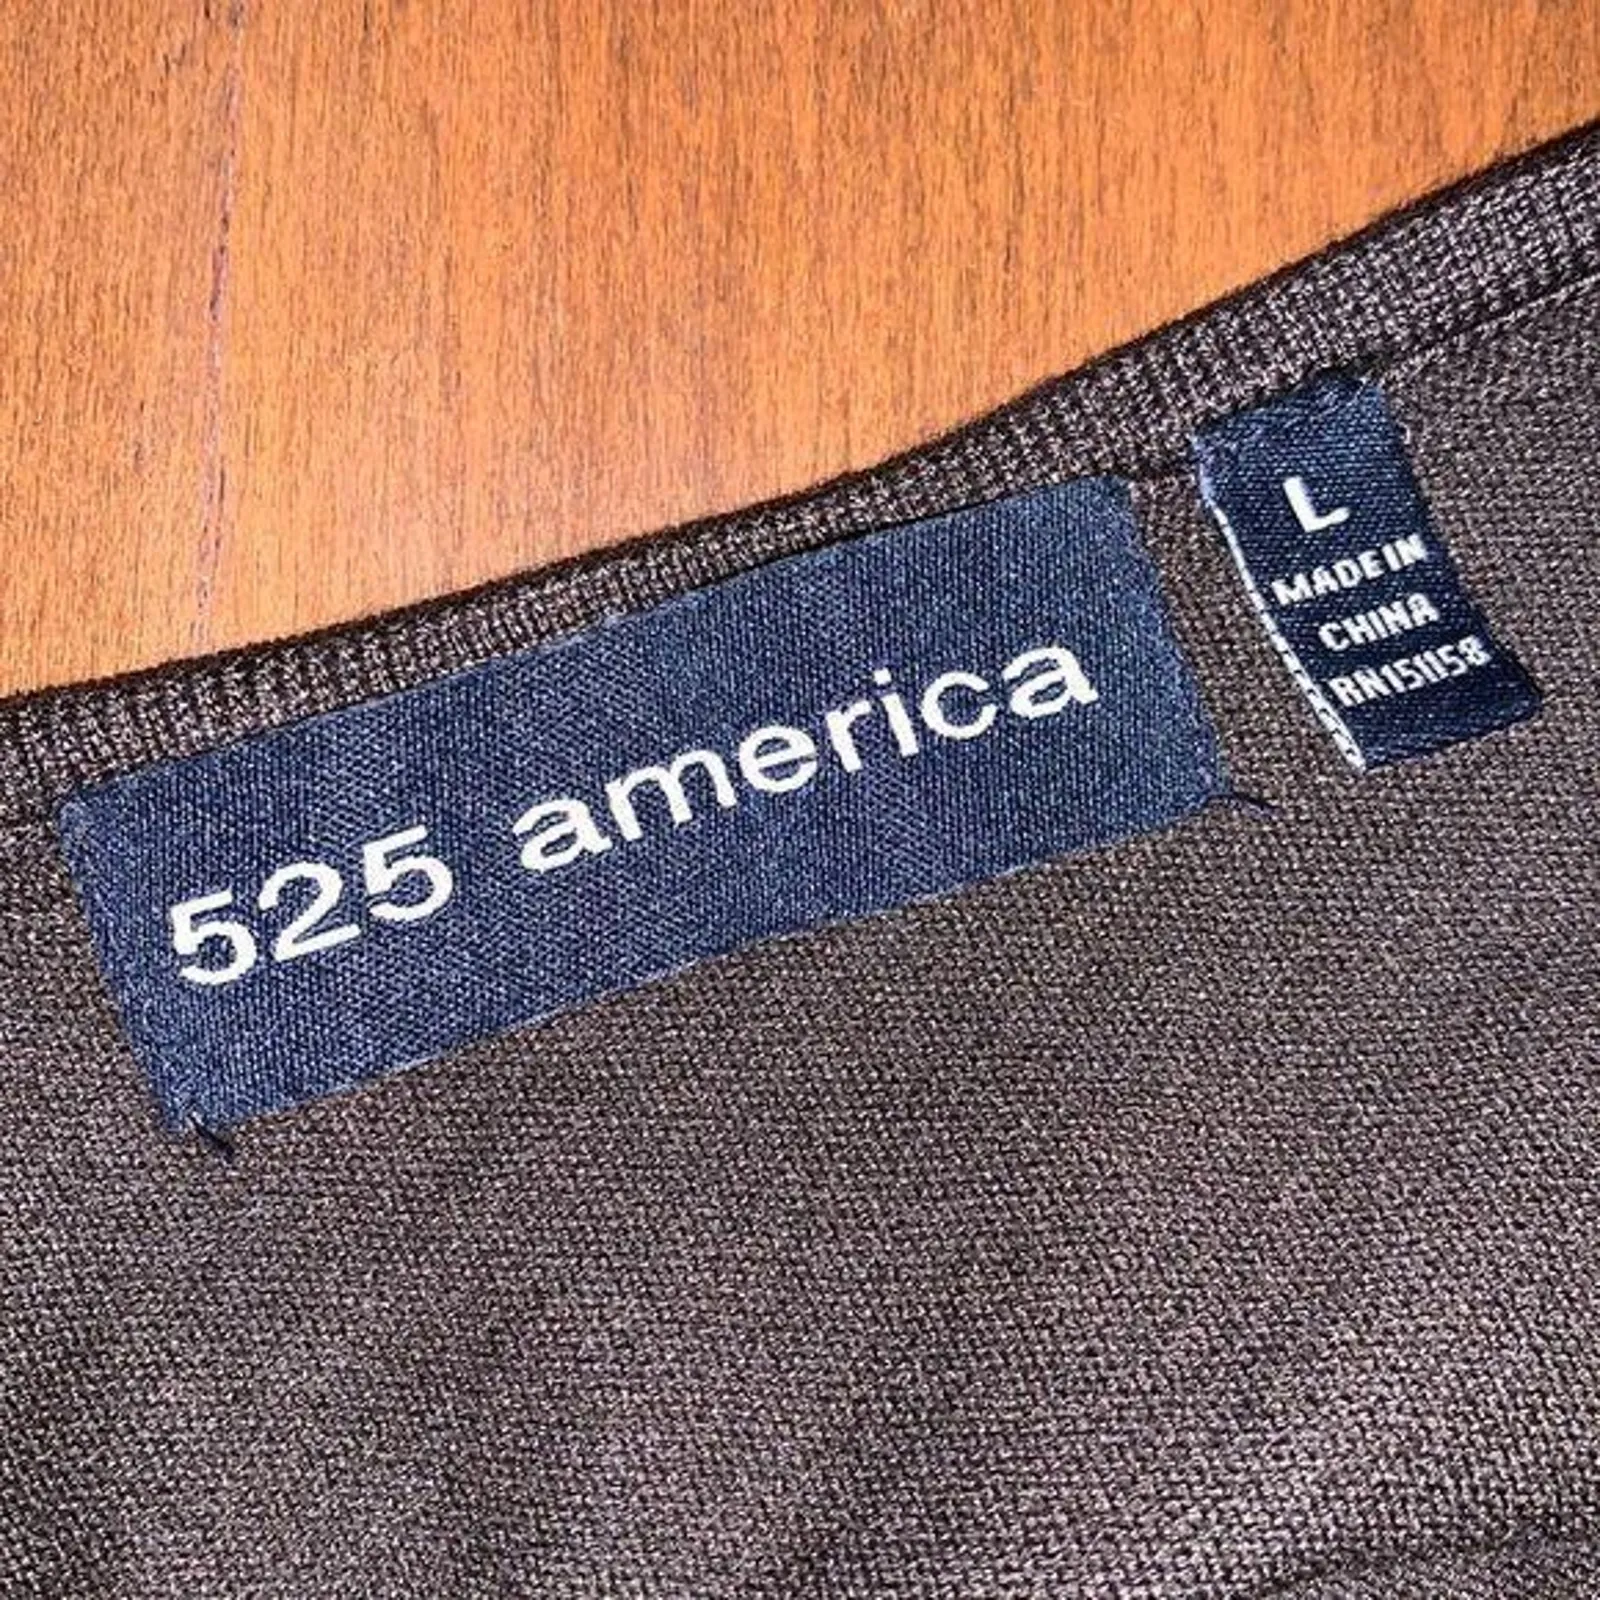 525 america
L
MADE IN
CHINA
RN151158